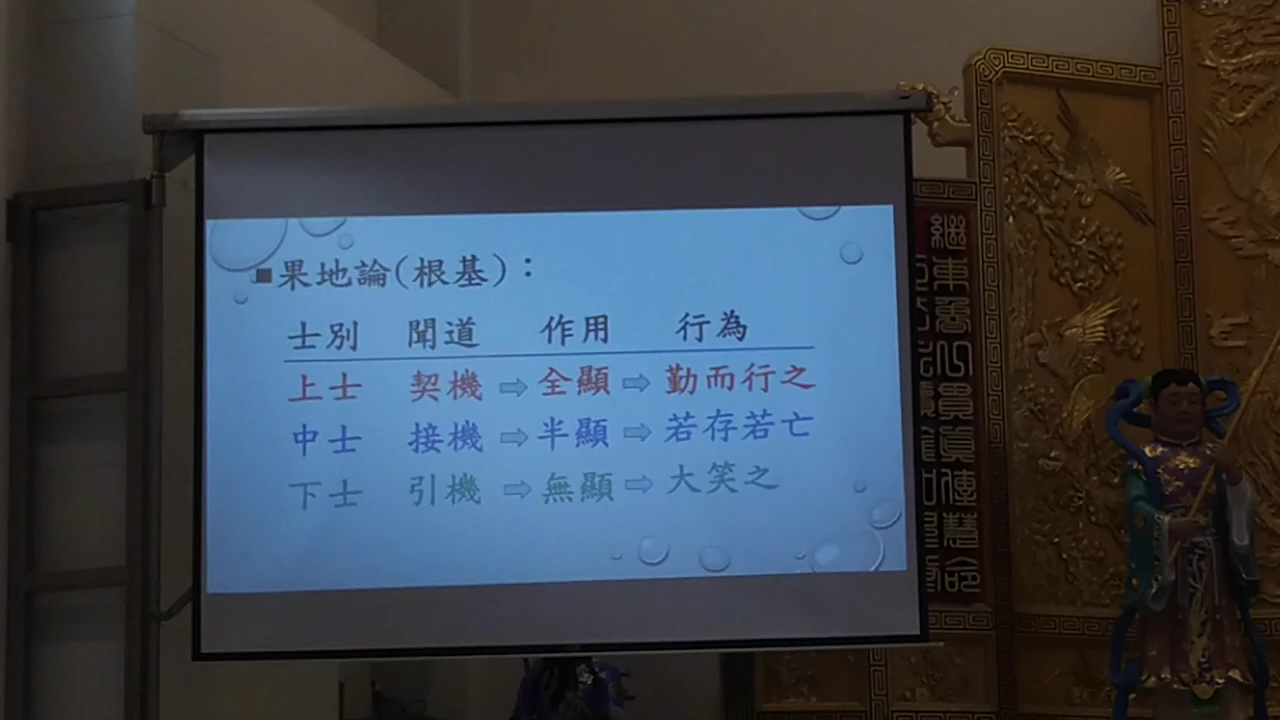 ■果地論(根基)：
士別 聞道 作用 行為
上士 契機⇨全顯⇨勤而行之
中士 接機⇨半顯⇨若存若亡
下士 引機⇨無顯⇨大笑之